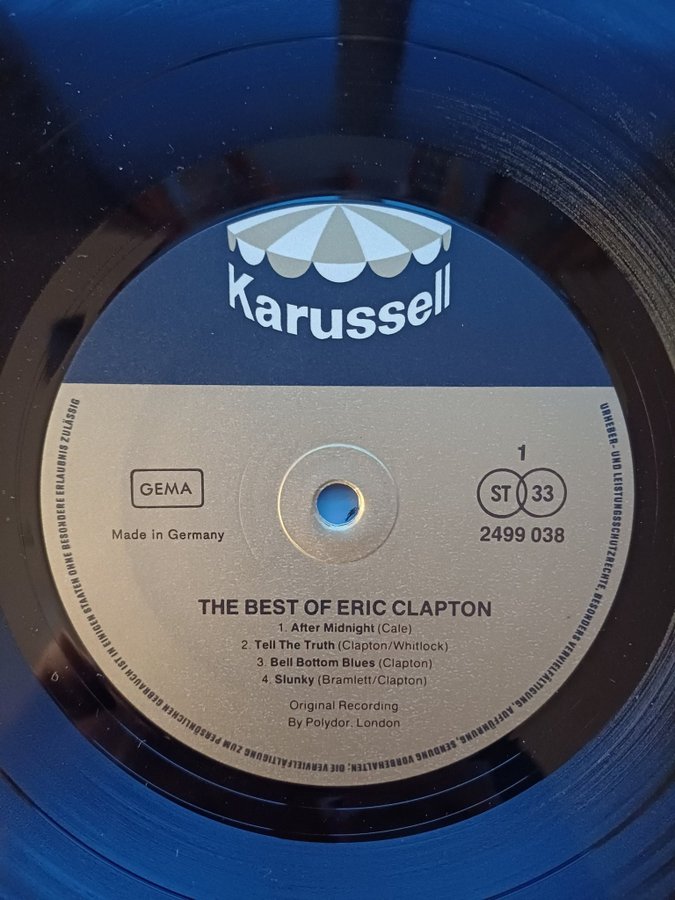 Karussell
1
GEMA
ST 33
Made in Germany
2499 038
THE BEST OF ERIC CLAPTON
1. After Midnight (Cale)
2. Tell The Truth (Clapton/Whitlock)
3. Bell Bottom Blues (Clapton)
4. Slunky (Bramlett/Clapton)
Original Recording
By Polydor. London
URHEBER- UND LEISTUNGSSCHUTZRECHTE, BESONDERS VERVIELFÄLTIGUNG, AUFFÜHRUNG, SENDUNG VORBEHALTEN; DIE VERVIELFÄLTIGUNG ZUM PERSÖNLICHEN GEBRAUCH IST IN EINIGEN STAATEN OHNE BESONDERE ERLAUBNIS ZULÄSSIG